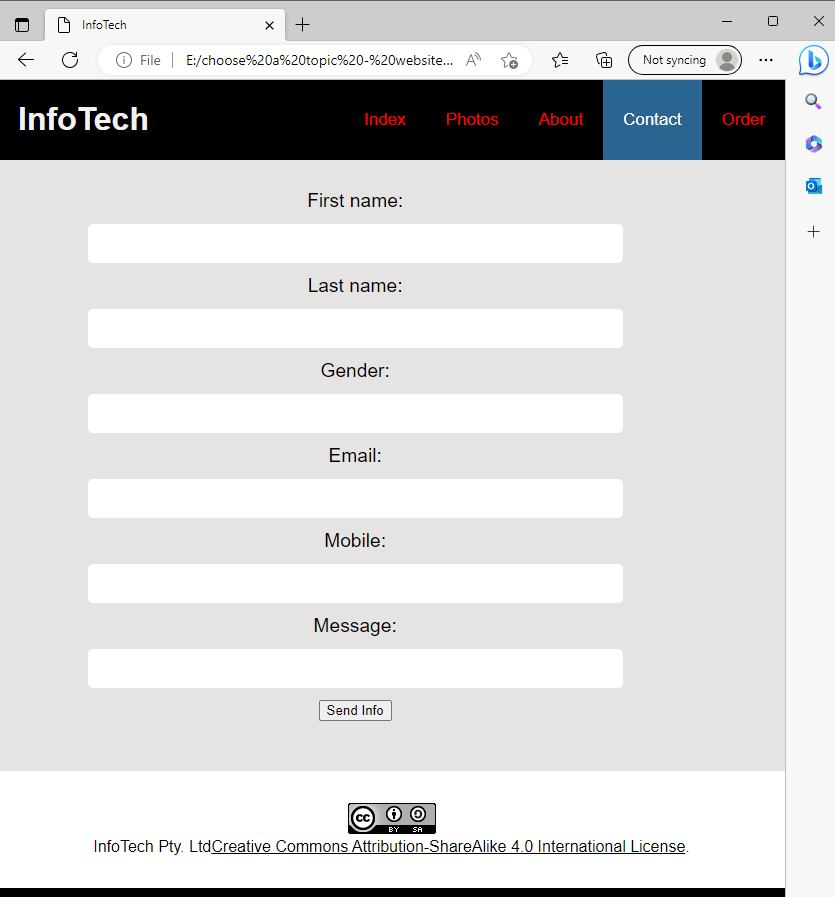 InfoTech
File E:/choose%20a%20topic%20-%20website... Not syncing
InfoTech Index Photos About Contact Order
First name:
Last name:
Gender:
Email:
Mobile:
Message:
Send Info
cc BY SA
InfoTech Pty. LtdCreative Commons Attribution-ShareAlike 4.0 International License.